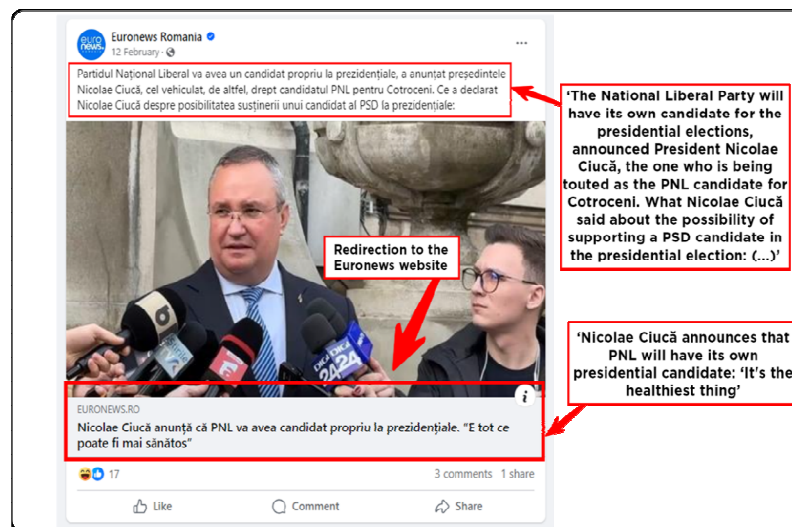 euro
news.
Euronews Romania
12 February ·
Partidul Național Liberal va avea un candidat propriu la prezidențiale, a anunțat președintele
Nicolae Ciucă, cel vehiculat, de altfel, drept candidatul PNL pentru Cotroceni. Ce a declarat
Nicolae Ciucă despre posibilitatea susținerii unui candidat al PSD la prezidențiale:
'The National Liberal Party will
have its own candidate for the
presidential elections,
announced President Nicolae
Ciucă, the one who is being
touted as the PNL candidate for
Cotroceni. What Nicolae Ciucă
said about the possibility of
supporting a PSD candidate in
the presidential election: (...)'
Redirection to the
Euronews website
DIGI
24
24
'Nicolae Ciucă announces that
PNL will have its own
presidential candidate: 'It's the
healthiest thing'
i
EURONEWS.RO
Nicolae Ciucă anunță că PNL va avea candidat propriu la prezidențiale. "E tot ce
poate fi mai sănătos"
17
3 comments 1 share
Like Comment Share